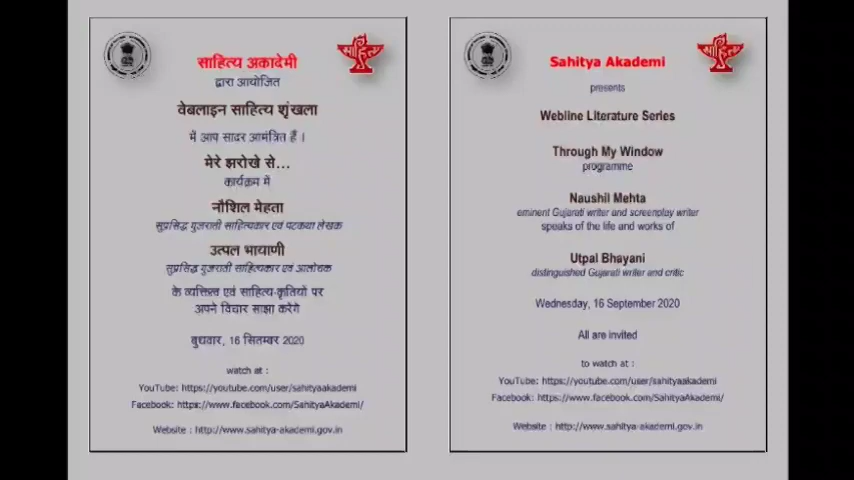 साहित्य
साहित्य अकादेमी
द्वारा आयोजित
वेबलाइन साहित्य शृंखला
में आप सादर आमंत्रित हैं ।
मेरे झरोखे से...
कार्यक्रम में
नौशिल मेहता
सुप्रसिद्ध गुजराती साहित्यकार एवं पटकथा लेखक
उत्पल भायाणी
सुप्रसिद्ध गुजराती साहित्यकार एवं आलोचक
के व्यक्तित्व एवं साहित्य-कृतियों पर
अपने विचार साझा करेंगे
बुधवार, 16 सितम्बर 2020
watch at :
YouTube: https://youtube.com/user/sahityaakademi
Facebook: https://www.facebook.com/SahityaAkademi/
Website : http://www.sahitya-akademi.gov.in
साहित्य
Sahitya Akademi
presents
Webline Literature Series
Through My Window
programme
Naushil Mehta
eminent Gujarati writer and screenplay writer
speaks of the life and works of
Utpal Bhayani
distinguished Gujarati writer and critic
Wednesday, 16 September 2020
All are invited
to watch at :
YouTube: https://youtube.com/user/sahityaakademi
Facebook: https://www.facebook.com/SahityaAkademi/
Website : http://www.sahitya-akademi.gov.in